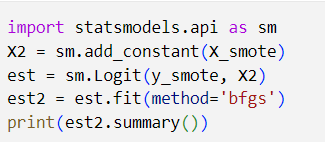 import statsmodels.api as sm
X2 = sm.add_constant(X_smote)
est = sm.Logit(y_smote, X2)
est2 = est.fit(method='bfgs')
print(est2.summary())